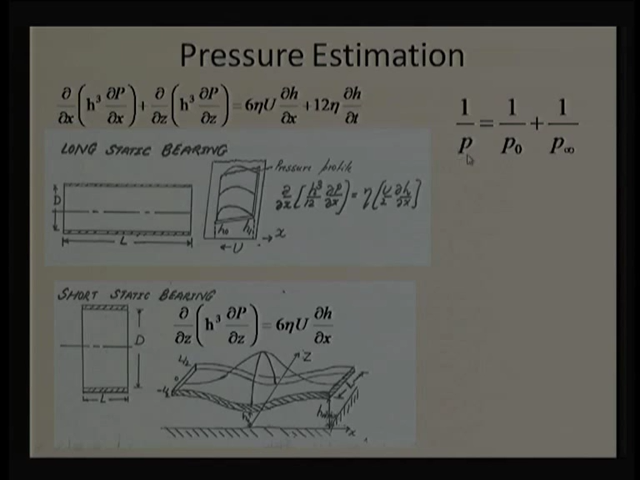 Pressure Estimation
∂/∂x (h³ ∂P/∂x) + ∂/∂z (h³ ∂P/∂z) = 6ηU ∂h/∂x + 12η ∂h/∂t
1/p = 1/p₀ + 1/p∞
LONG STATIC BEARING
Pressure profile
∂/∂x [h³/12 ∂P/∂x] = η [U/2 ∂h/∂x]
D
L
h₀ h₁
← U
x
SHORT STATIC BEARING
∂/∂z (h³ ∂P/∂z) = 6ηU ∂h/∂x
D
L
Z
x